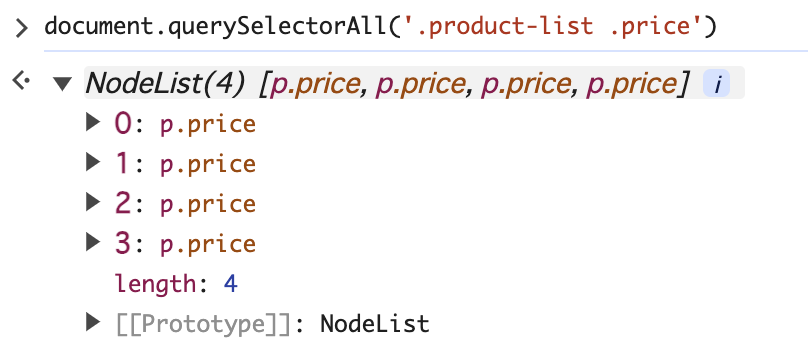 document.querySelectorAll('.product-list .price')
NodeList(4) [p.price, p.price, p.price, p.price] i
0: p.price
1: p.price
2: p.price
3: p.price
length: 4
[[Prototype]]: NodeList